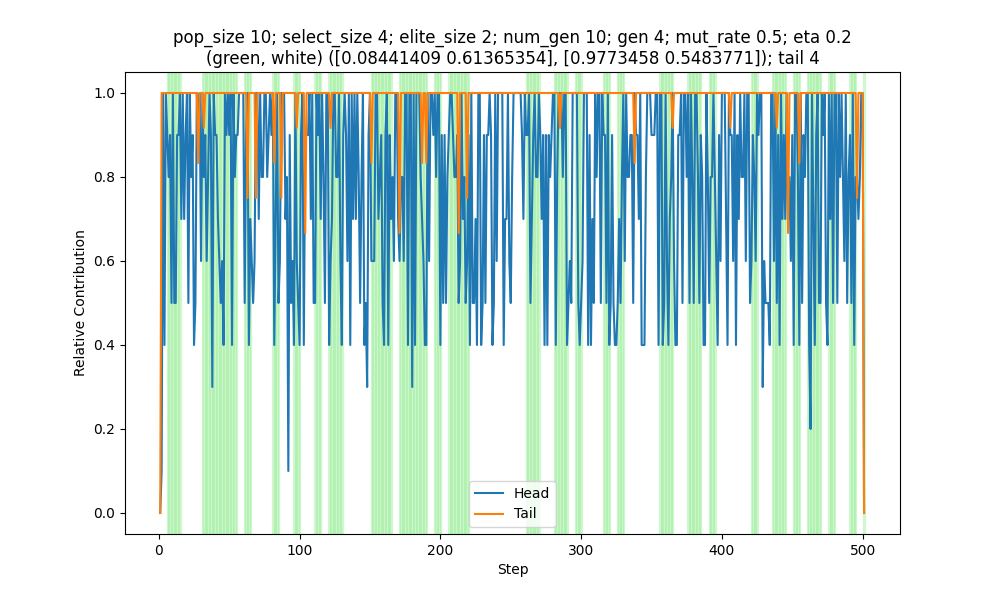 pop_size 10; select_size 4; elite_size 2; num_gen 10; gen 4; mut_rate 0.5; eta 0.2
(green, white) ([0.08441409 0.61365354], [0.9773458 0.5483771]); tail 4
1.0
0.8
0.6
0.4
0.2
0.0
Relative Contribution
Head
Tail
0
100
200
300
400
500
Step